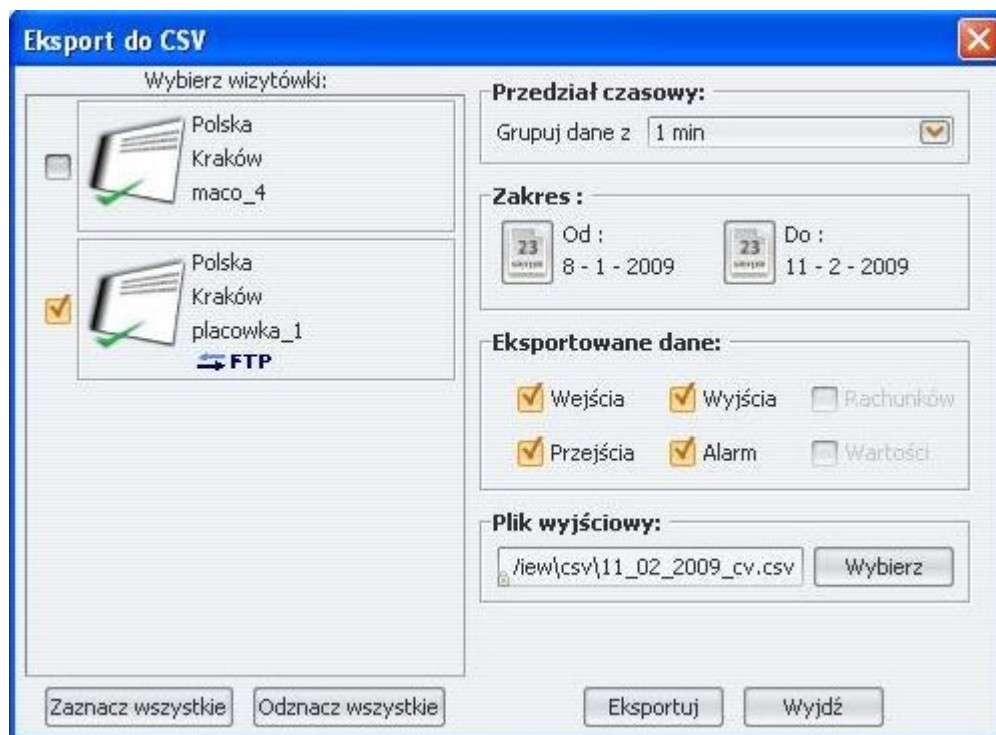 Eksport do CSV
Wybierz wizytówki:
Polska
Kraków
maco_4
Polska
Kraków
placowka_1
FTP
Zaznacz wszystkie
Odznacz wszystkie
Przedział czasowy:
Grupuj dane z 1 min
Zakres :
23
Od :
8 - 1 - 2009
23
Do :
11 - 2 - 2009
Eksportowane dane:
Wejścia Wyjścia Rachunków
Przejścia Alarm Wartości
Plik wyjściowy:
/iew\csv\11_02_2009_cv.csv Wybierz
Eksportuj Wyjdź